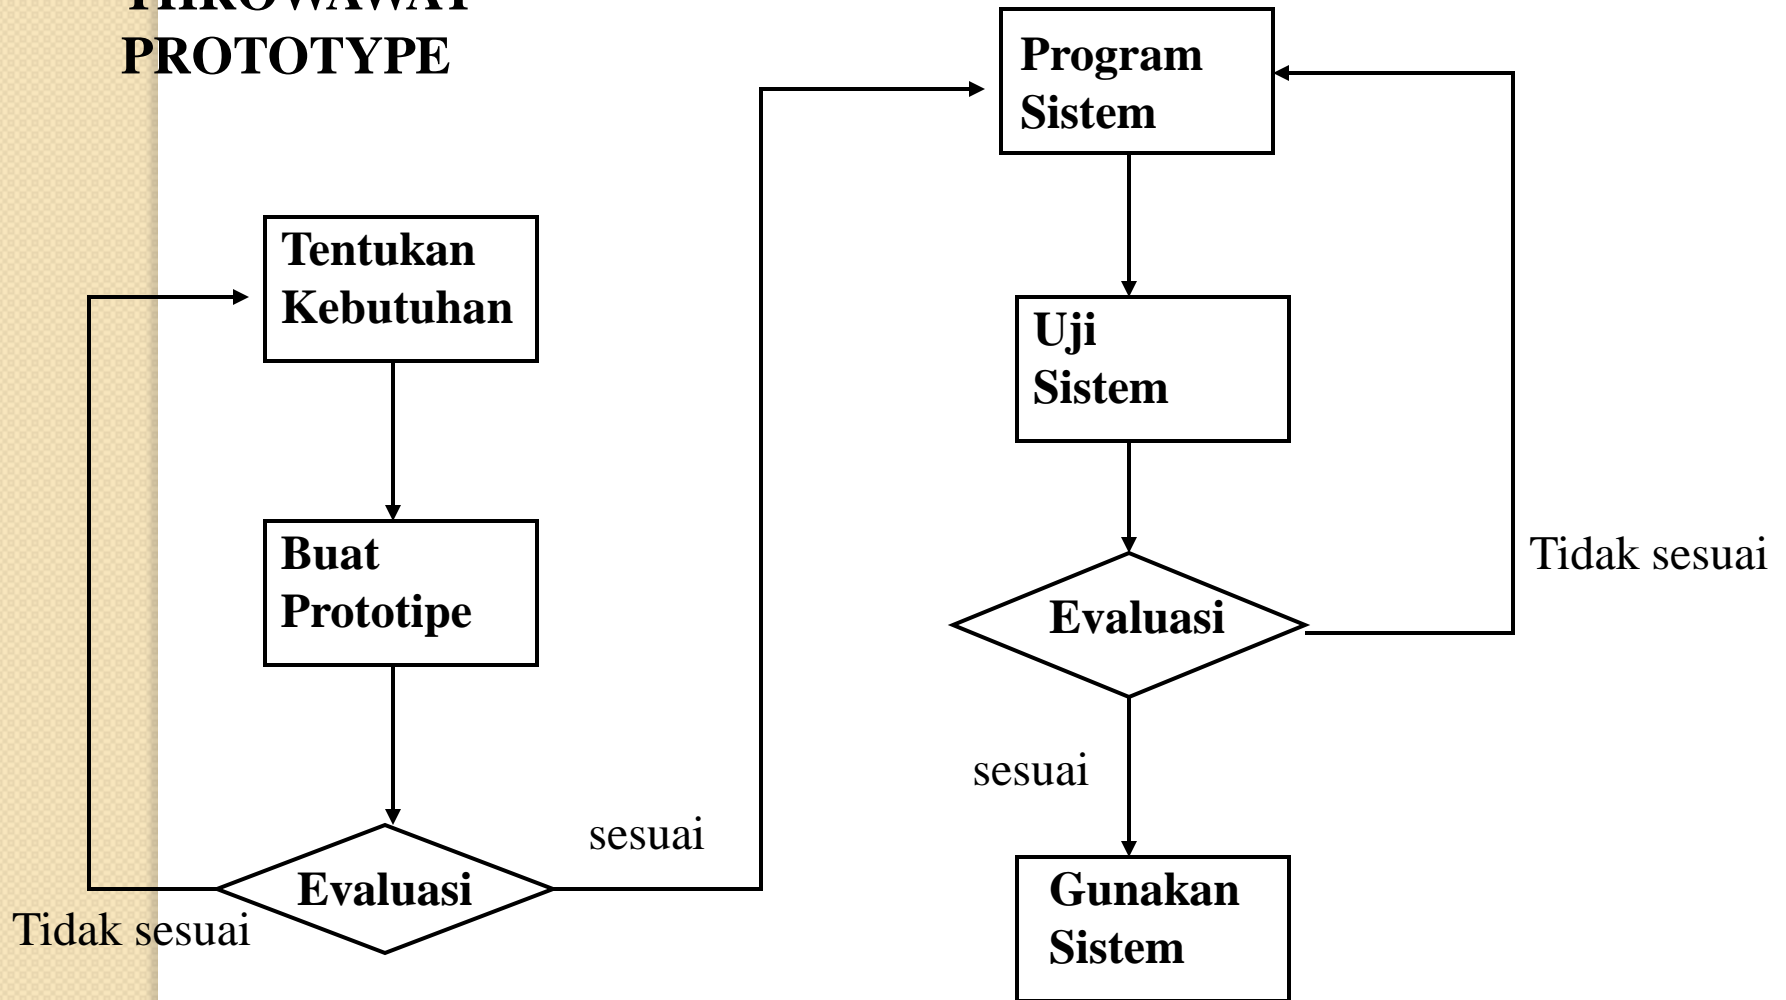 THROWAWAY
PROTOTYPE
Tentukan
Kebutuhan
Buat
Prototipe
Evaluasi
Tidak sesuai
sesuai
Program
Sistem
Uji
Sistem
Evaluasi
Tidak sesuai
sesuai
Gunakan
Sistem